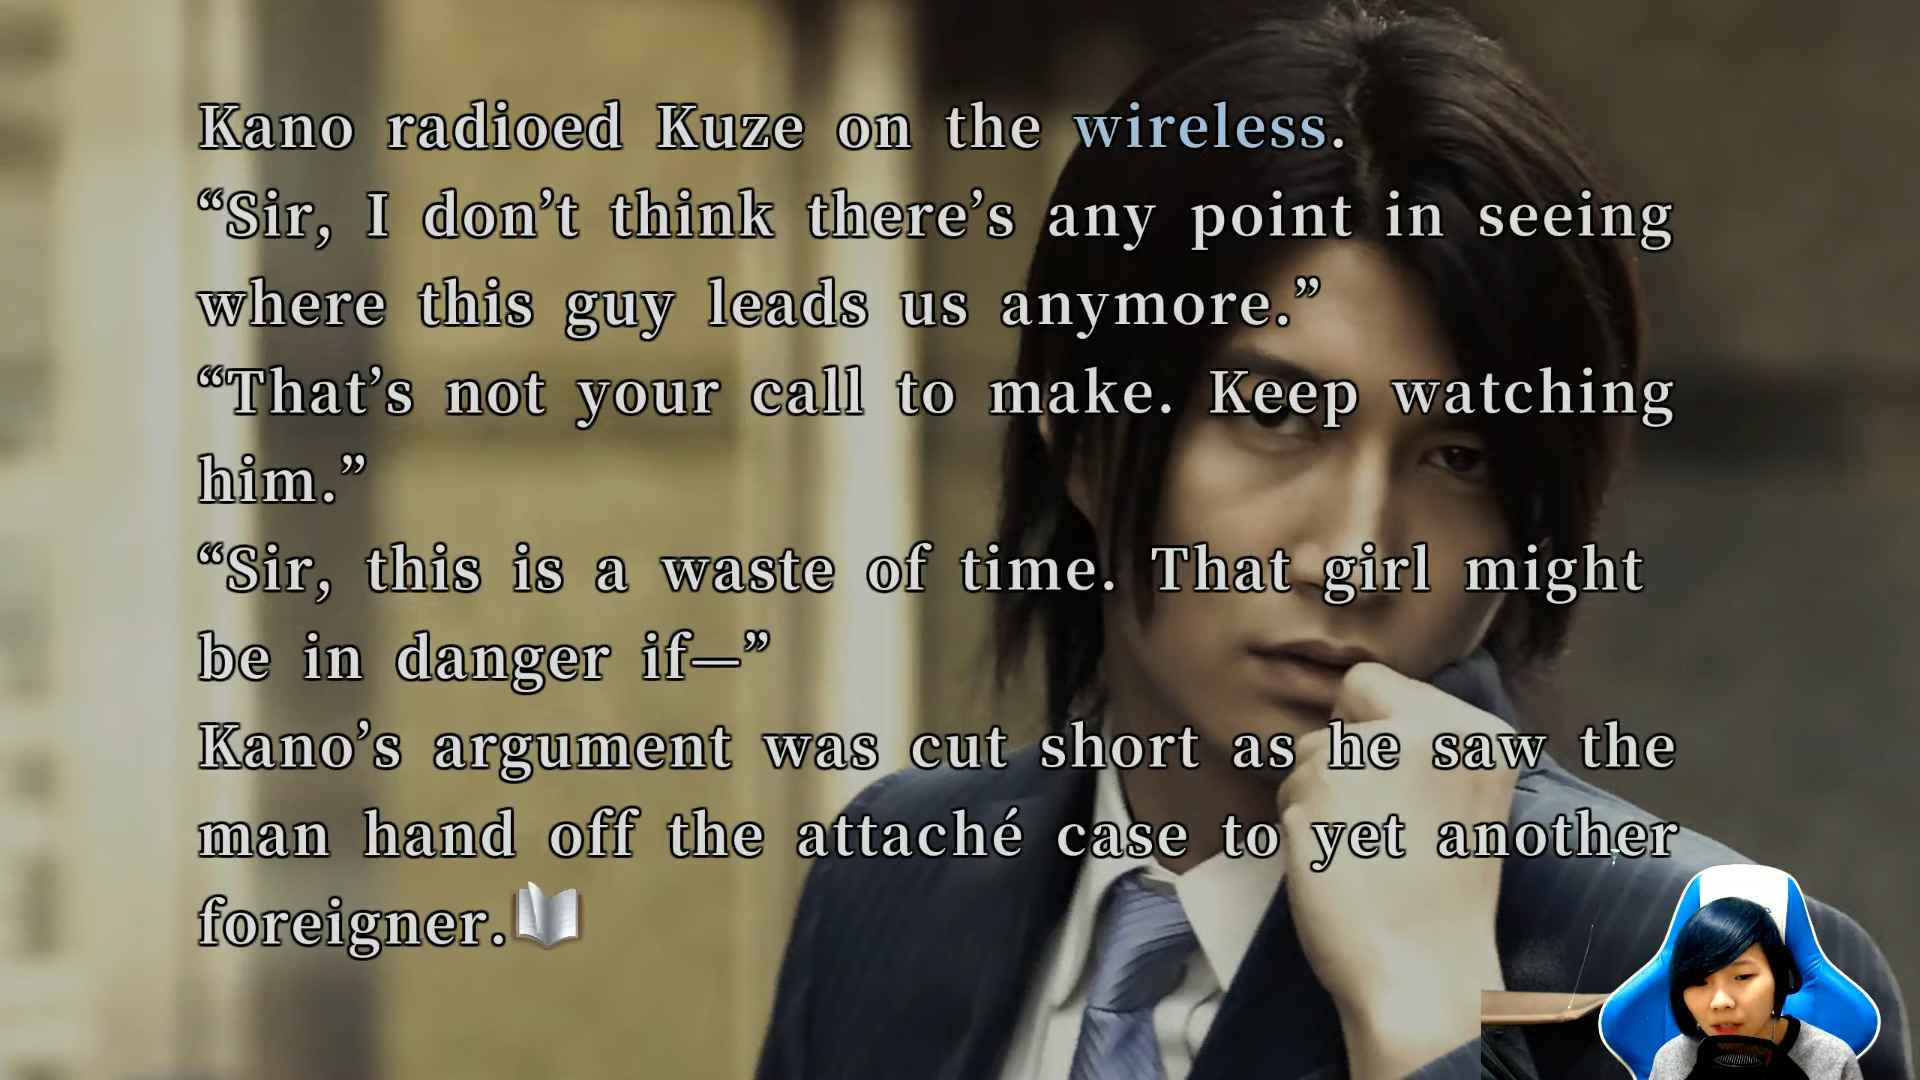 Kano radioed Kuze on the wireless.
“Sir, I don’t think there’s any point in seeing
where this guy leads us anymore.”
“That’s not your call to make. Keep watching
him.”
“Sir, this is a waste of time. That girl might
be in danger if—”
Kano’s argument was cut short as he saw the
man hand off the attaché case to yet another
foreigner.